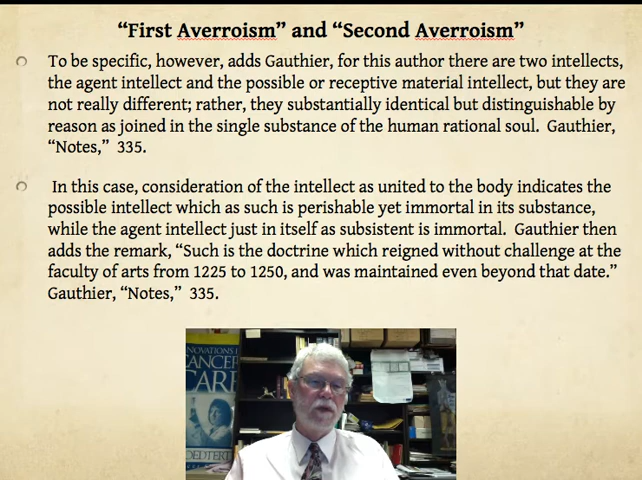 “First Averroism” and “Second Averroism”
To be specific, however, adds Gauthier, for this author there are two intellects,
the agent intellect and the possible or receptive material intellect, but they are
not really different; rather, they substantially identical but distinguishable by
reason as joined in the single substance of the human rational soul. Gauthier,
“Notes,” 335.
In this case, consideration of the intellect as united to the body indicates the
possible intellect which as such is perishable yet immortal in its substance,
while the agent intellect just in itself as subsistent is immortal. Gauthier then
adds the remark, “Such is the doctrine which reigned without challenge at the
faculty of arts from 1225 to 1250, and was maintained even beyond that date.”
Gauthier, “Notes,” 335.
NOVATIONS I
CANCER
CARE